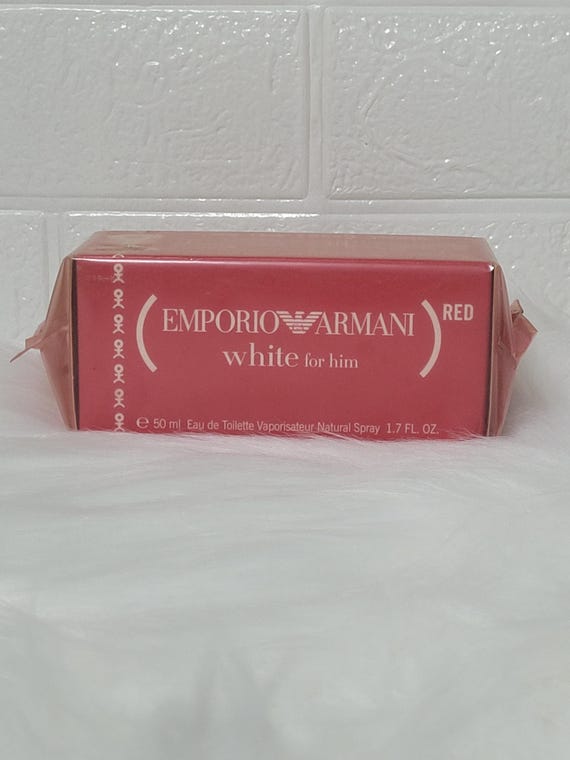 (EMPORIO ARMANI) RED
white for him
℮ 50 ml Eau de Toilette Vaporisateur Natural Spray 1.7 FL. OZ.